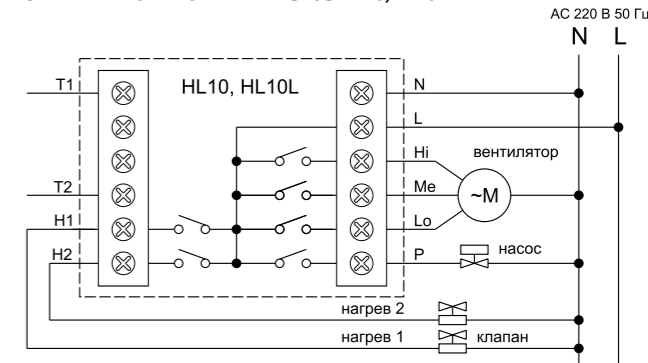 AC 220 В 50 Гц
N L
T1
HL10, HL10L
N
L
Hi
вентилятор
T2
Me
~М
H1
Lo
H2
P
насос
нагрев 2
нагрев 1
клапан